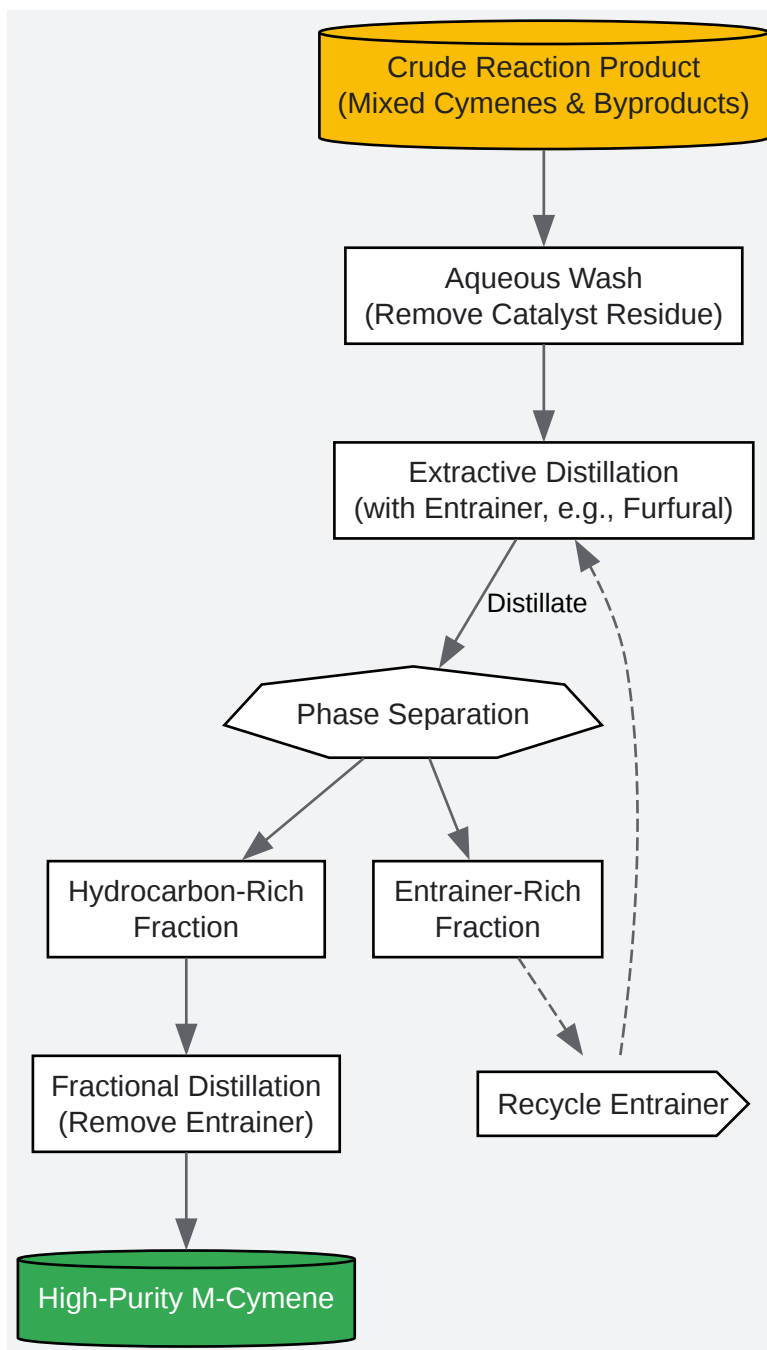 Crude Reaction Product
(Mixed Cymenes & Byproducts)
Aqueous Wash
(Remove Catalyst Residue)
Extractive Distillation
(with Entrainer, e.g., Furfural)
Distillate
Phase Separation
Hydrocarbon-Rich
Fraction
Entrainer-Rich
Fraction
Fractional Distillation
(Remove Entrainer)
Recycle Entrainer
High-Purity M-Cymene